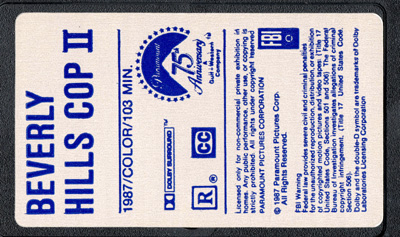 BEVERLY
HILLS COP II
1987/COLOR/103 MIN.
Paramount
75th
Anniversary
A
Gulf+Western
Company
DOLBY SURROUND™
CC
R®
Licensed only for non-commercial private exhibition in
homes. Any public performance, other use, or copying is
strictly prohibited. All rights under copyright reserved
PARAMOUNT PICTURES CORPORATION.
© 1987 Paramount Pictures Corp.
All Rights Reserved.
FBI
FBI Warning
Federal law provides severe civil and criminal penalties
for the unauthorized reproduction, distribution, or exhibition
of copyrighted motion pictures and video tapes (Title 17
United States Code, Sections 501 and 506). The Federal
Bureau of Investigation investigates allegations of criminal
copyright infringement. (Title 17 United States Code,
Section 506).
Dolby and the double-D symbol are trademarks of Dolby
Laboratories Licensing Corporation.